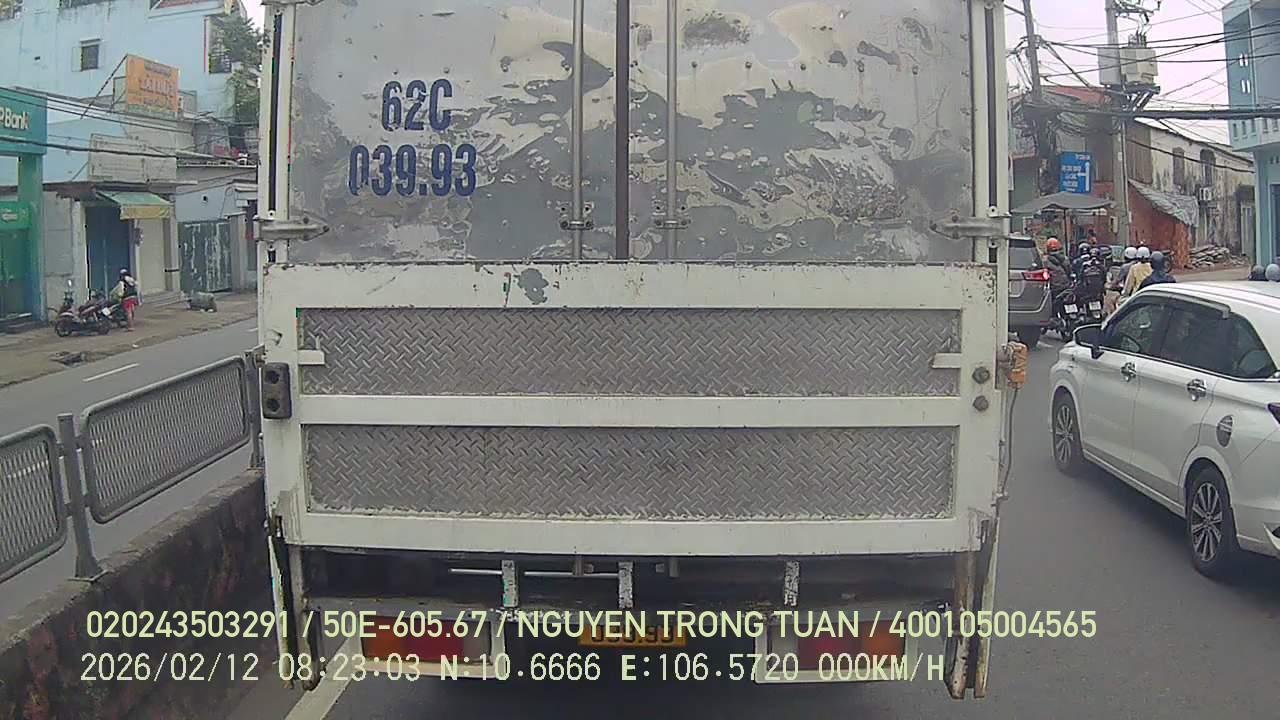 P Bank
62C
039.93
020243503291 / 50E-605.67 / NGUYEN TRONG TUAN / 400105004565
2026/02/12 08:23:03 N:10.6666 E:106.5720 000KM/H